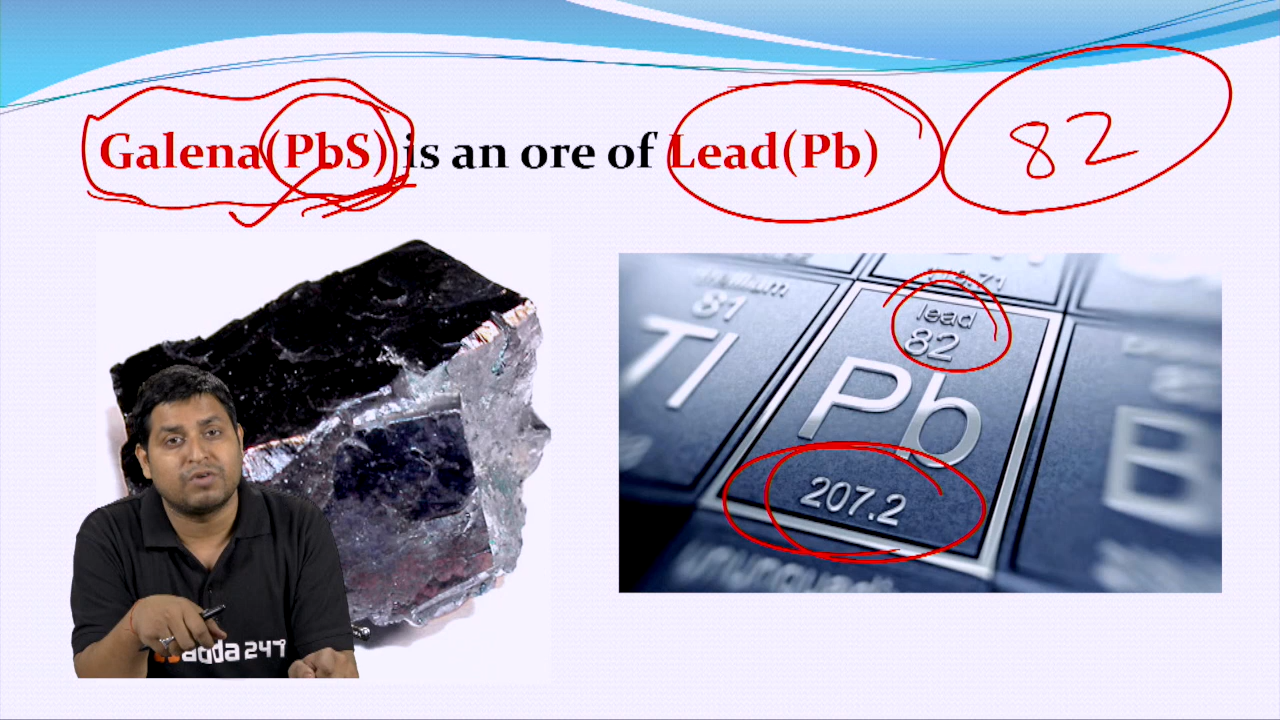 Galena(PbS) is an ore of Lead(Pb) 82
81
Tl
lead
82
Pb
207.2
B
adda 247